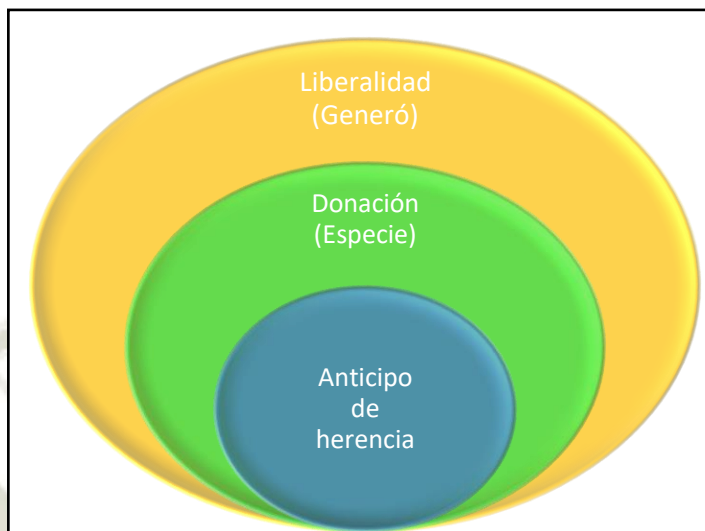 Liberalidad
(Generó)
Donación
(Especie)
Anticipo
de
herencia